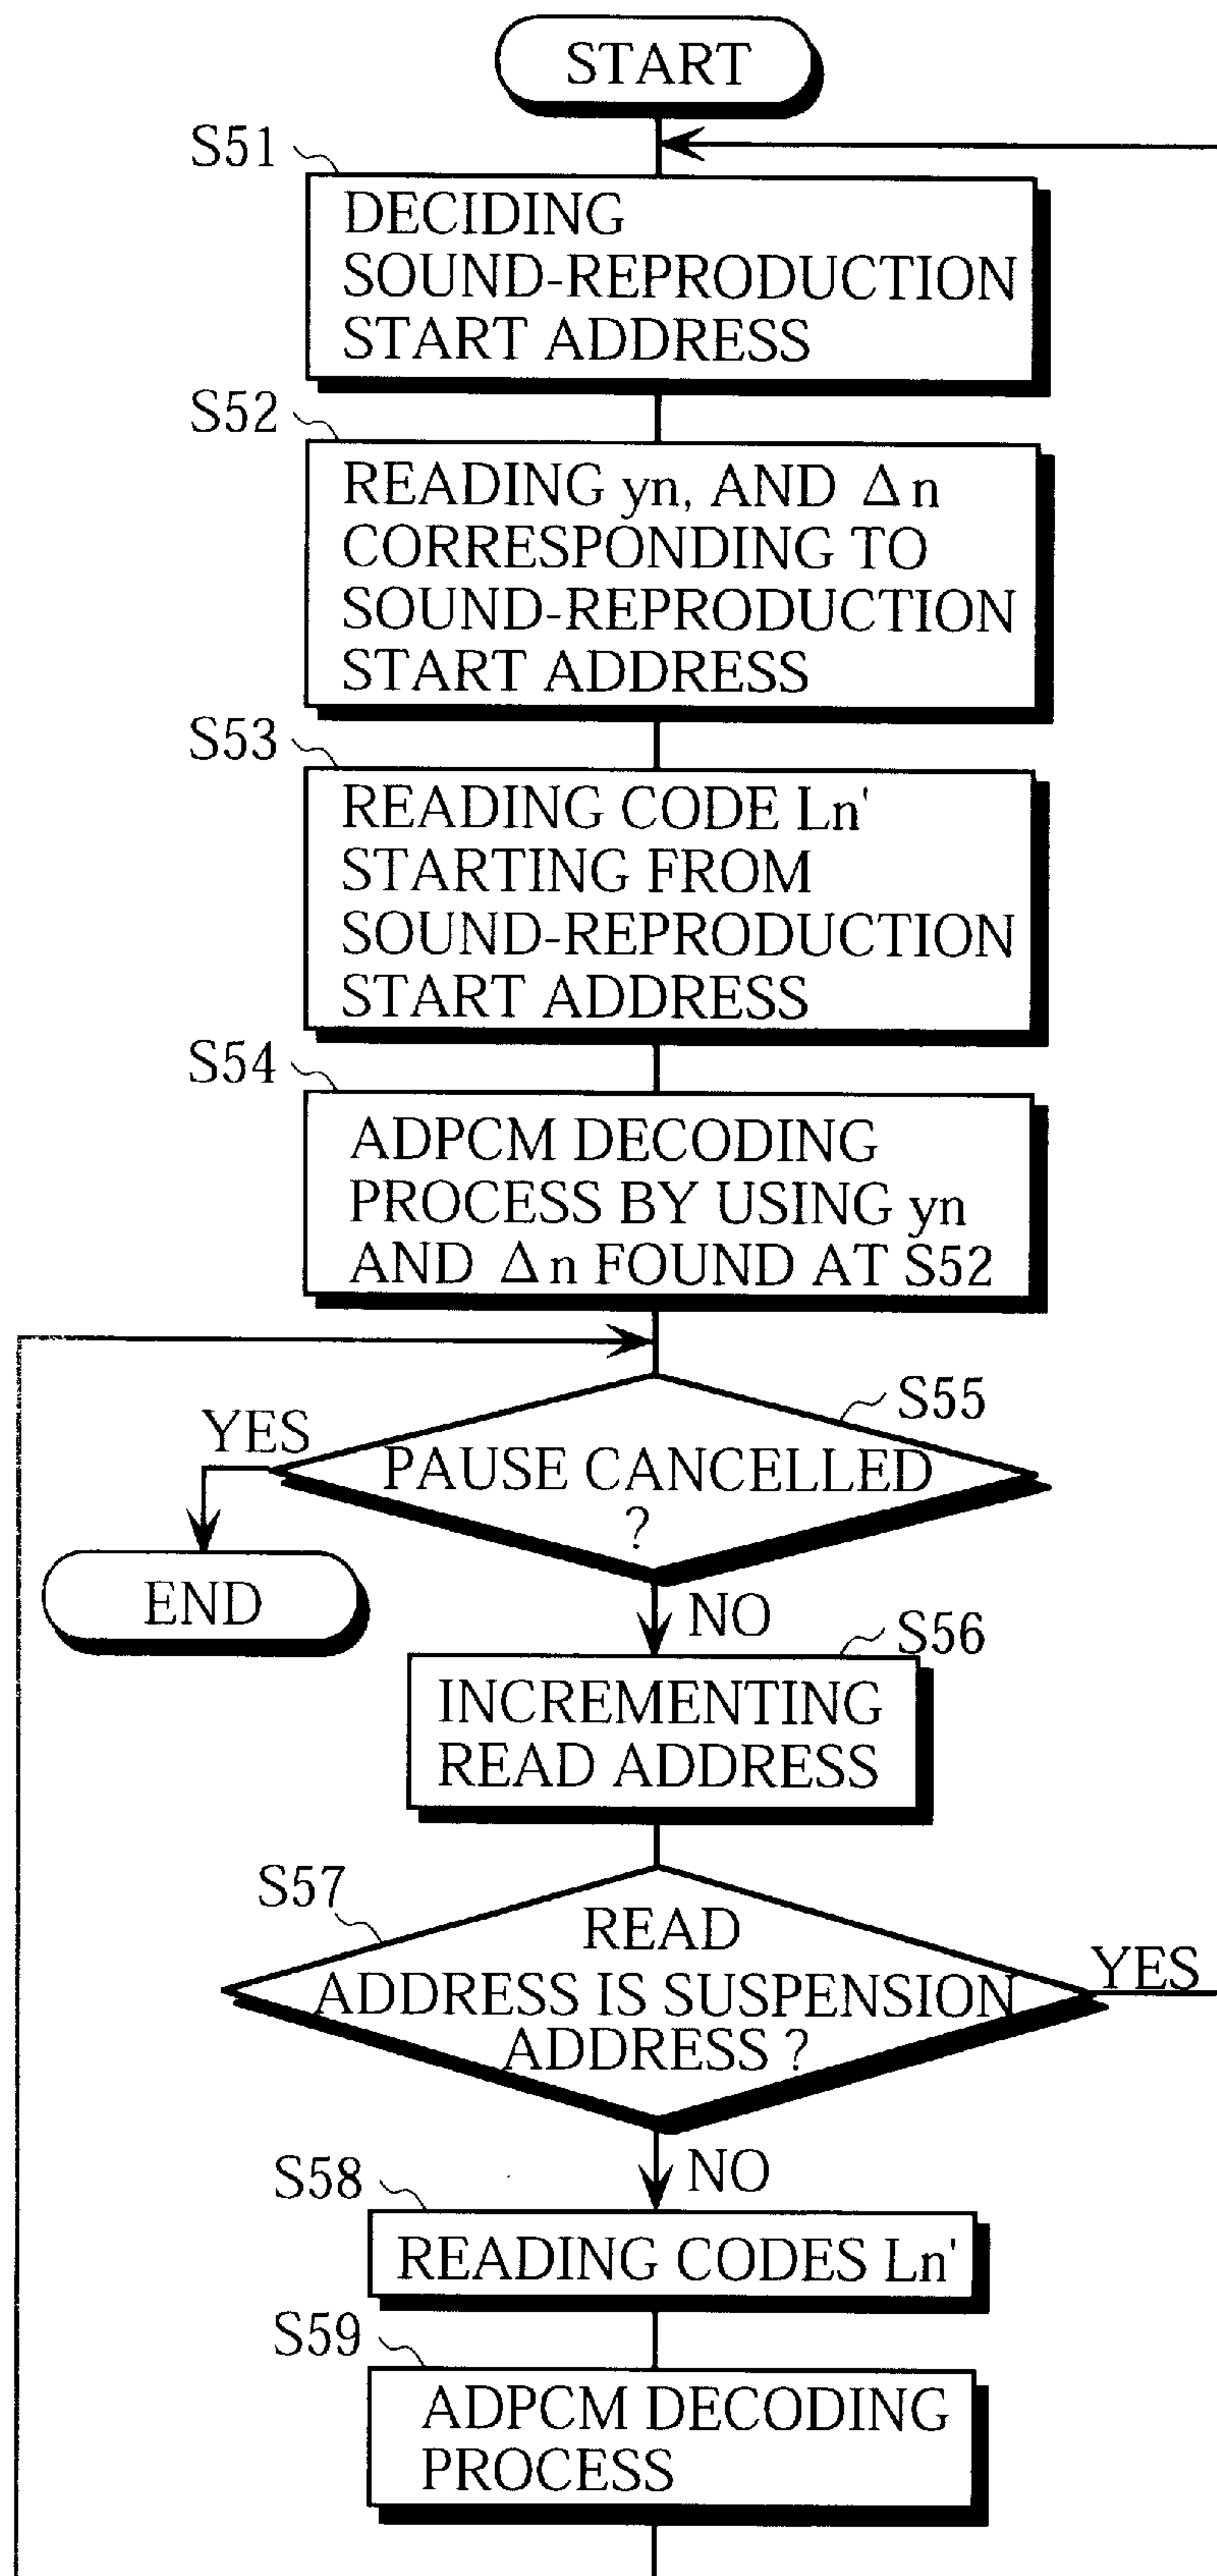 START
S51
DECIDING
SOUND-REPRODUCTION
START ADDRESS
S52
READING yn, AND Δn
CORRESPONDING TO
SOUND-REPRODUCTION
START ADDRESS
S53
READING CODE Ln'
STARTING FROM
SOUND-REPRODUCTION
START ADDRESS
S54
ADPCM DECODING
PROCESS BY USING yn
AND Δn FOUND AT S52
S55
YES
PAUSE CANCELLED
?
END
NO
S56
INCREMENTING
READ ADDRESS
S57
READ
ADDRESS IS SUSPENSION
ADDRESS ?
YES
NO
S58
READING CODES Ln'
S59
ADPCM DECODING
PROCESS